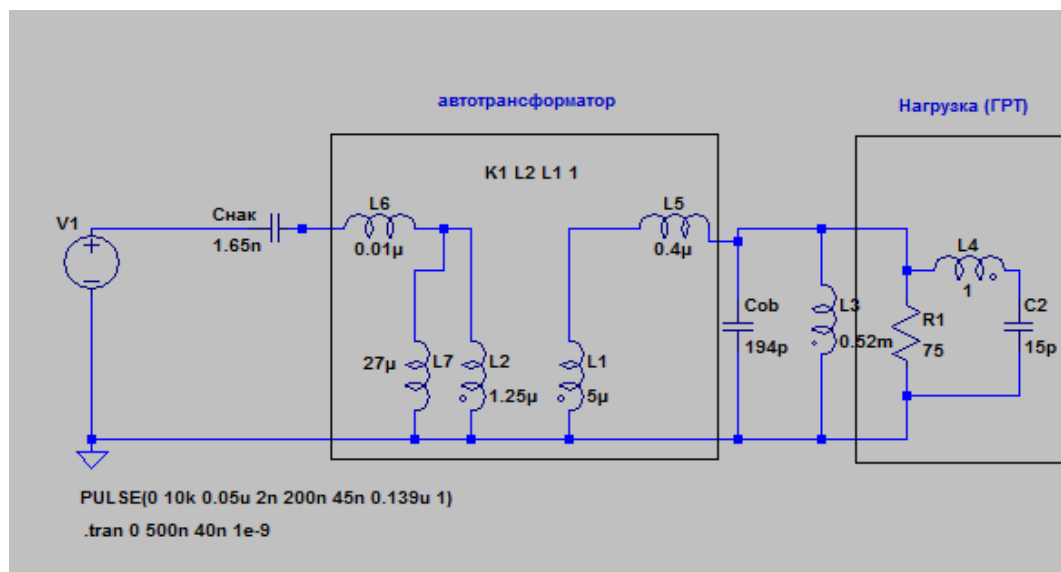 автотрансформатор
Нагрузка (ГРТ)
K1 L2 L1 1
V1
Cнак
1.65n
L6
0.01µ
L5
0.4µ
L4
1
27µ
L7
L2
1.25µ
L1
5µ
Cob
194p
L3
0.52m
R1
75
C2
15p
PULSE(0 10k 0.05u 2n 200n 45n 0.139u 1)
.tran 0 500n 40n 1e-9